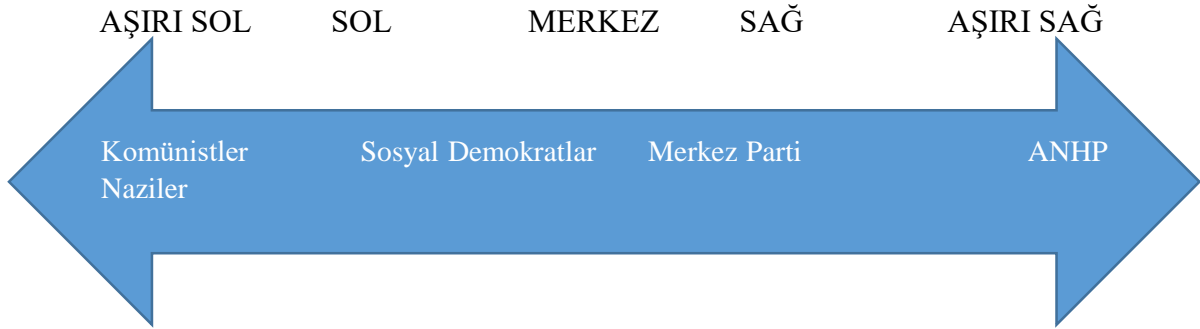 AŞIRI SOL SOL MERKEZ SAĞ AŞIRI SAĞ
Komünistler Sosyal Demokratlar Merkez Parti ANHP
Naziler